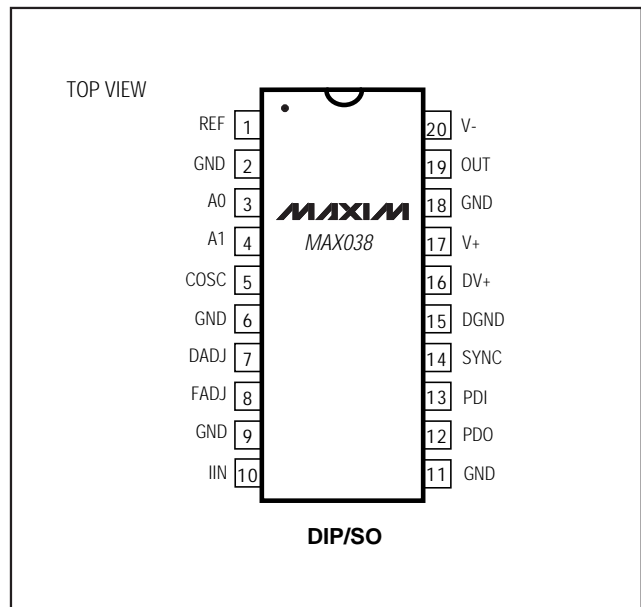 TOP VIEW
REF 1
GND 2
A0 3
A1 4
COSC 5
GND 6
DADJ 7
FADJ 8
GND 9
IIN 10
MAXIM
MAX038
20 V-
19 OUT
18 GND
17 V+
16 DV+
15 DGND
14 SYNC
13 PDI
12 PDO
11 GND
DIP/SO